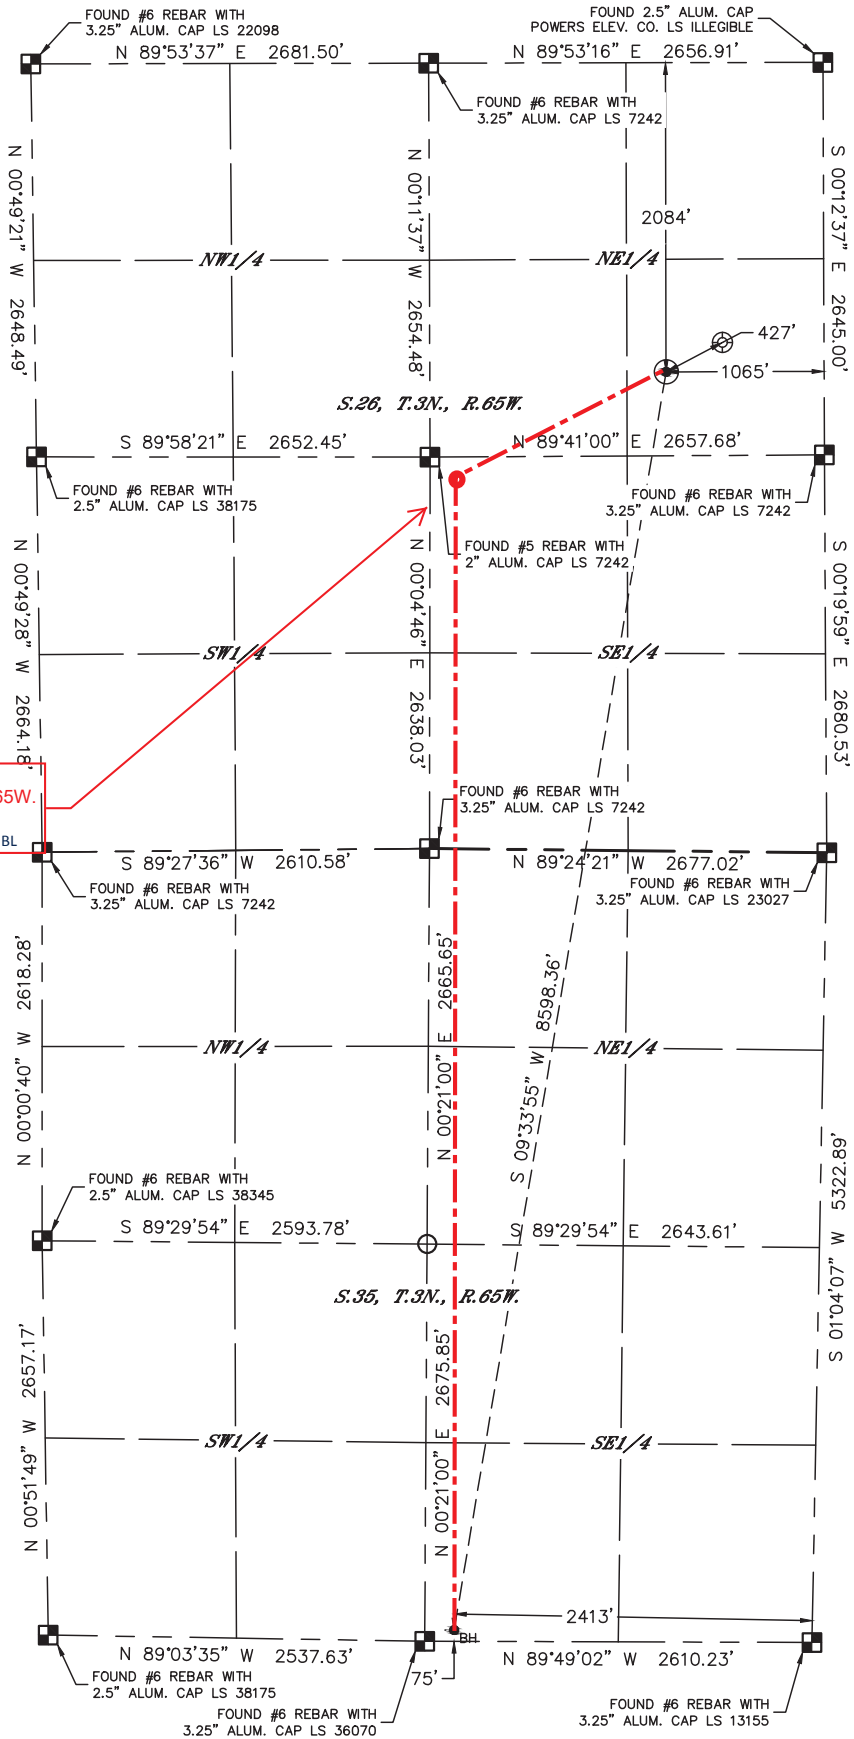 FOUND #6 REBAR WITH
3.25" ALUM. CAP LS 22098
FOUND 2.5" ALUM. CAP
POWERS ELEV. CO. LS ILLEGIBLE
N 89°53'37" E 2681.50'
N 89°53'16" E 2656.91'
FOUND #6 REBAR WITH
3.25" ALUM. CAP LS 7242
N 00°49'21" W 2648.49'
N 00°11'37" W 2654.48'
S 00°12'37" E 2645.00'
2084'
NW1/4
NE1/4
427'
1065'
S.26, T.3N., R.65W.
S 89°58'21" E 2652.45'
N 89°41'00" E 2657.68'
FOUND #6 REBAR WITH
2.5" ALUM. CAP LS 38175
FOUND #6 REBAR WITH
3.25" ALUM. CAP LS 7242
FOUND #5 REBAR WITH
2" ALUM. CAP LS 7242
N 00°49'28" W 2664.18'
N 00°04'46" E 2638.03'
S 00°19'59" E 2680.53'
SW1/4
SE1/4
65W.
BL
FOUND #6 REBAR WITH
3.25" ALUM. CAP LS 7242
S 89°27'36" W 2610.58'
N 89°24'21" W 2677.02'
FOUND #6 REBAR WITH
3.25" ALUM. CAP LS 7242
FOUND #6 REBAR WITH
3.25" ALUM. CAP LS 23027
N 00°00'40" W 2618.28'
N 00°21'00" E 2665.65'
S 09°33'55" W 8598.36'
NW1/4
NE1/4
S 01°04'07" W 5322.89'
FOUND #6 REBAR WITH
2.5" ALUM. CAP LS 38345
S 89°29'54" E 2593.78'
S 89°29'54" E 2643.61'
S.35, T.3N., R.65W.
N 00°51'49" W 2657.17'
N 00°21'00" E 2675.85'
SW1/4
SE1/4
2413'
BH
N 89°03'35" W 2537.63'
75'
N 89°49'02" W 2610.23'
FOUND #6 REBAR WITH
2.5" ALUM. CAP LS 38175
FOUND #6 REBAR WITH
3.25" ALUM. CAP LS 36070
FOUND #6 REBAR WITH
3.25" ALUM. CAP LS 13155